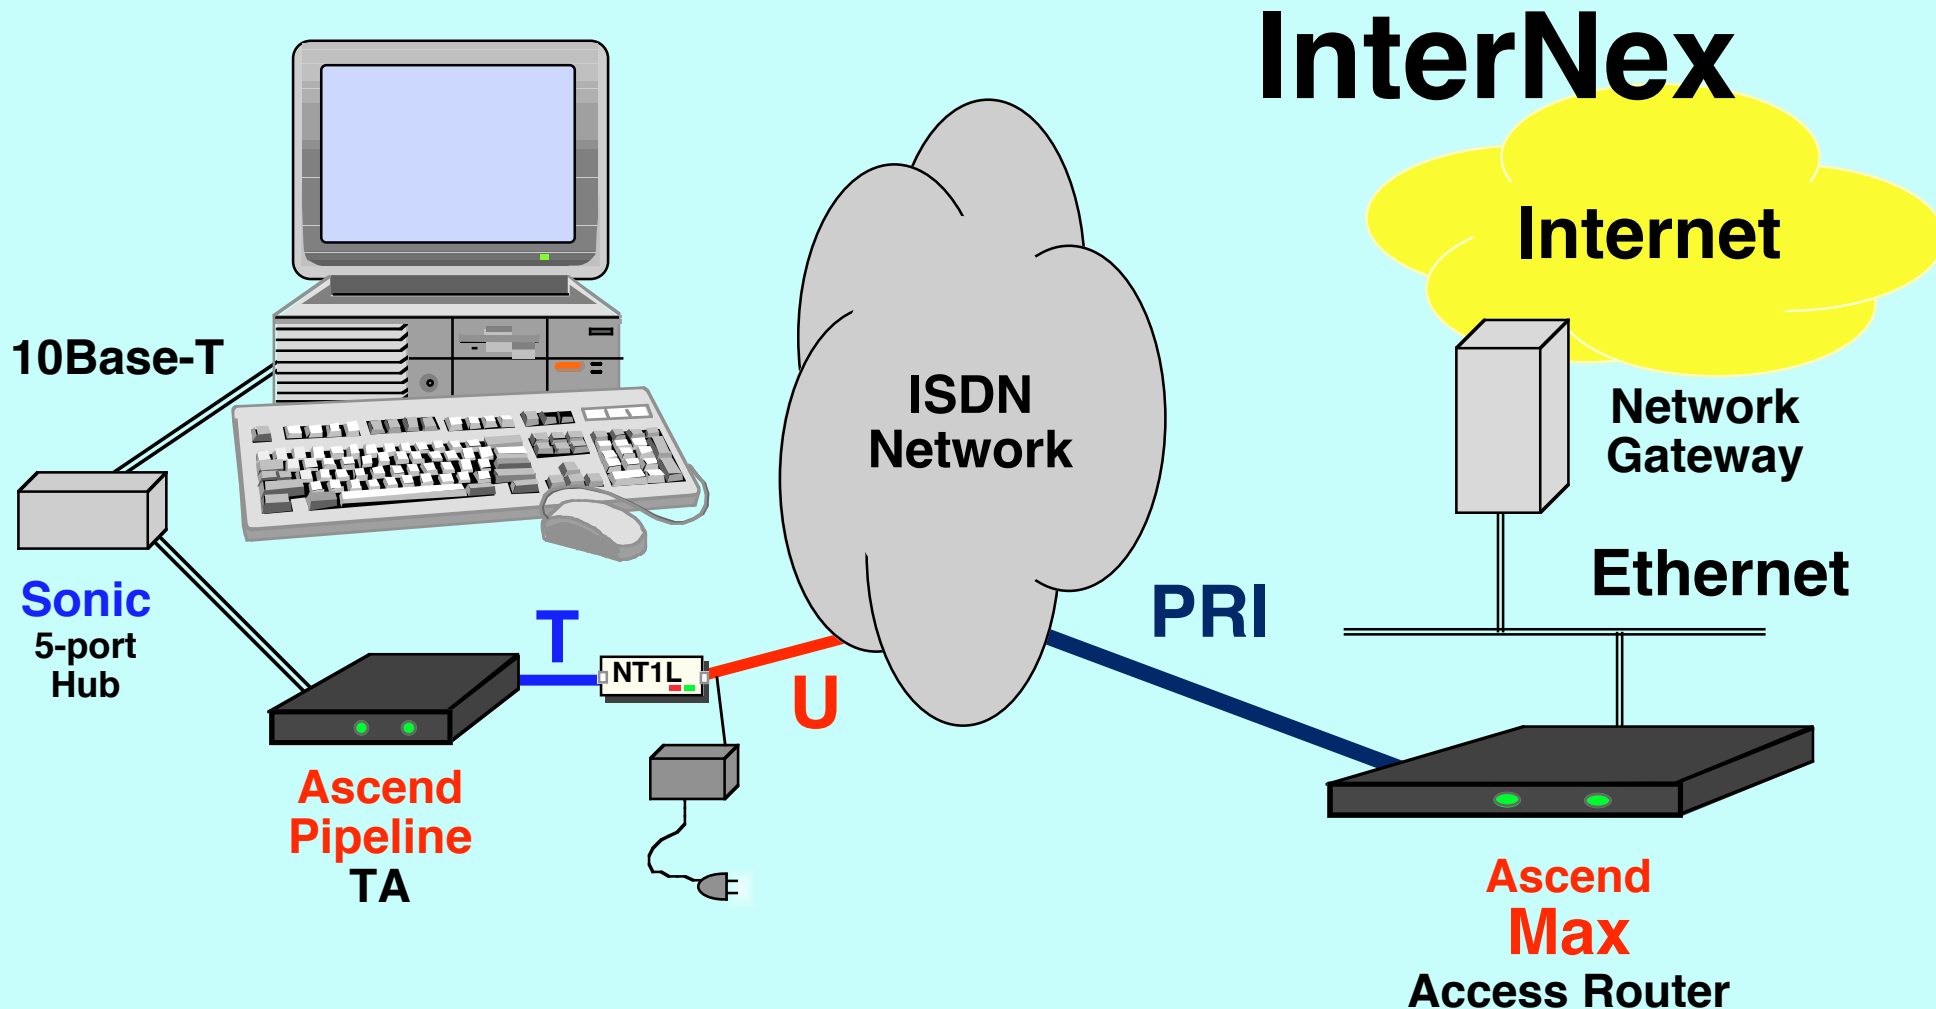 InterNex
Internet
10Base-T
ISDN
Network
Network
Gateway
Ethernet
Sonic
5-port
Hub
T
NT1L
U
PRI
Ascend
Pipeline
TA
Ascend
Max
Access Router